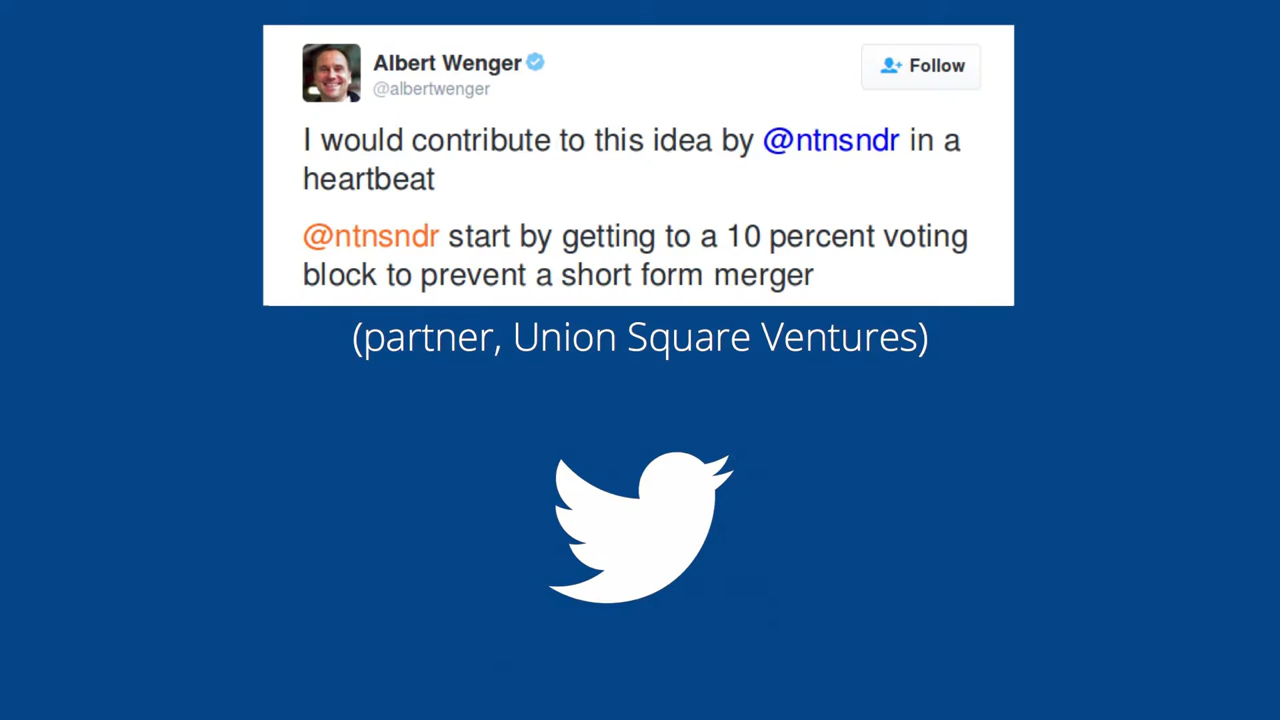 Albert Wenger
@albertwenger
Follow
I would contribute to this idea by @ntnsndr in a
heartbeat
@ntnsndr start by getting to a 10 percent voting
block to prevent a short form merger
(partner, Union Square Ventures)